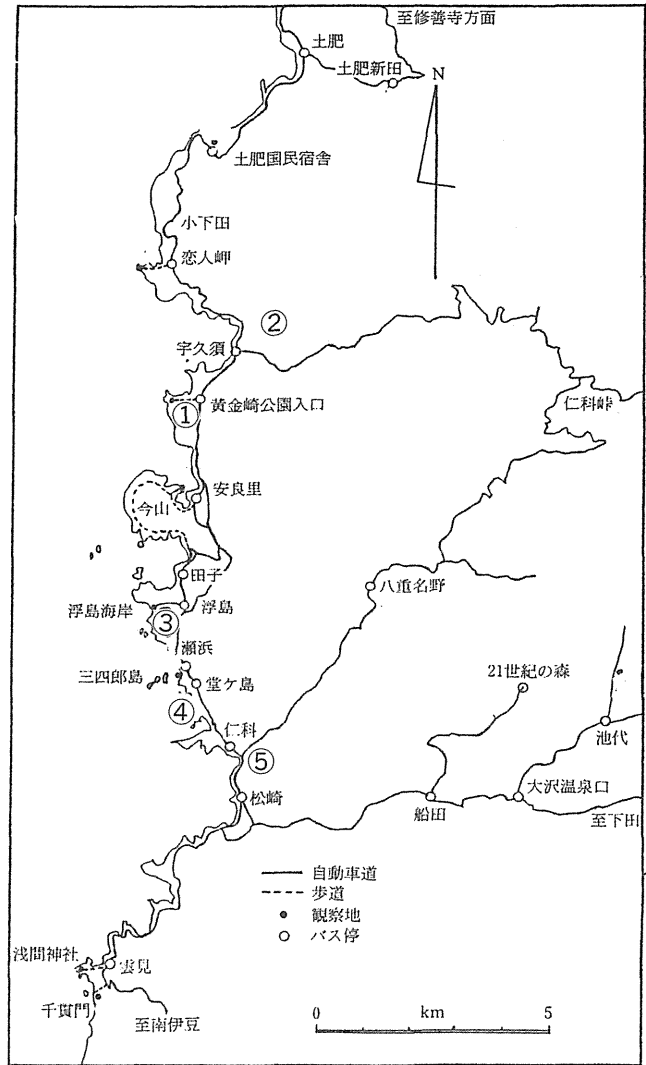 至修善寺方面
土肥
土肥新田
N
土肥国民宿舎
小下田
恋人岬
②
宇久須
仁科峠
①
黄金崎公園入口
安良里
今山
田子
八重名野
浮島海岸
浮島
③
瀬浜
三四郎島
堂ケ島
21世紀の森
④
仁科
池代
⑤
松崎
船田
大沢温泉口
至下田
自動車道
歩道
観察地
バス停
浅間神社
雲見
千貫門
至南伊豆
0 km 5